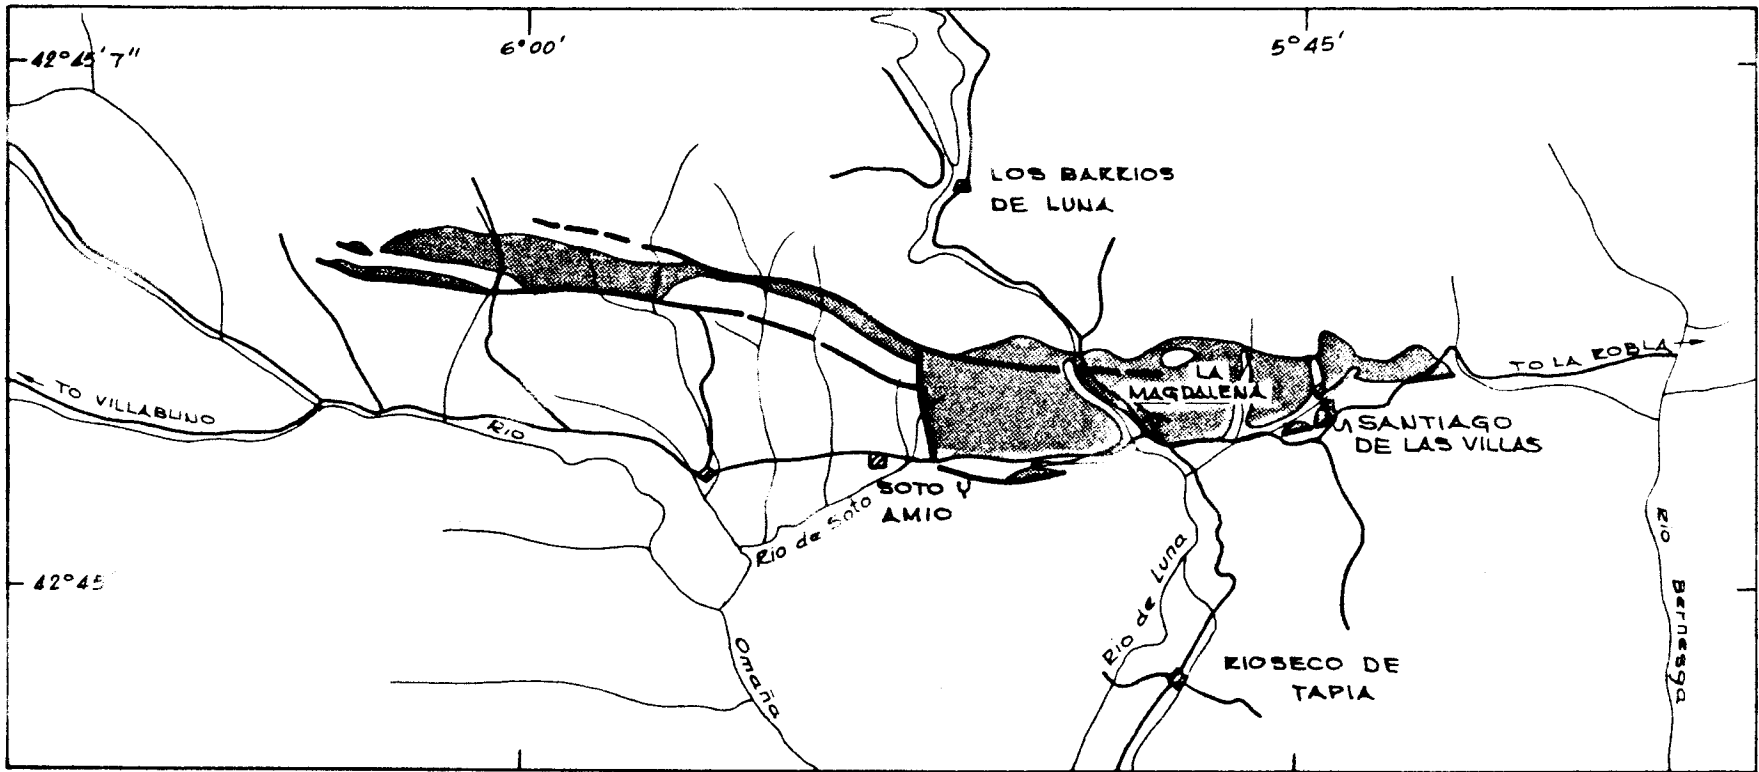 6°00'
5°45'
42°45'7"
LOS BARRIOS
DE LUNA
TO LA ROBLA
LA
MAGDALENA
TO VILLABLINO
RIO
SANTIAGO
DE LAS VILLAS
SOTO Y
AMIO
Rio de Soto
RIO
Bernesga
42°45
Rio de Luna
Omaña
RIOSECO DE
TAPIA